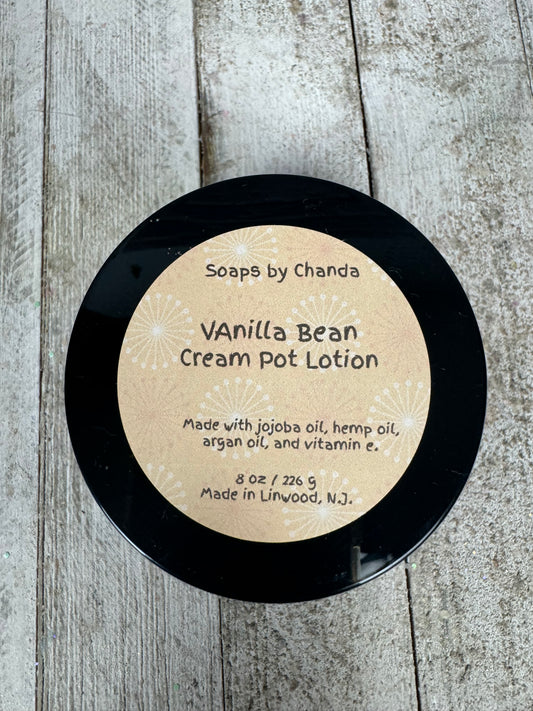 Soaps by Chanda
VAnilla Bean
Cream Pot Lotion
Made with jojoba oil, hemp oil,
argan oil, and vitamin e.
8 oz / 226 g
Made in Linwood, N.J.